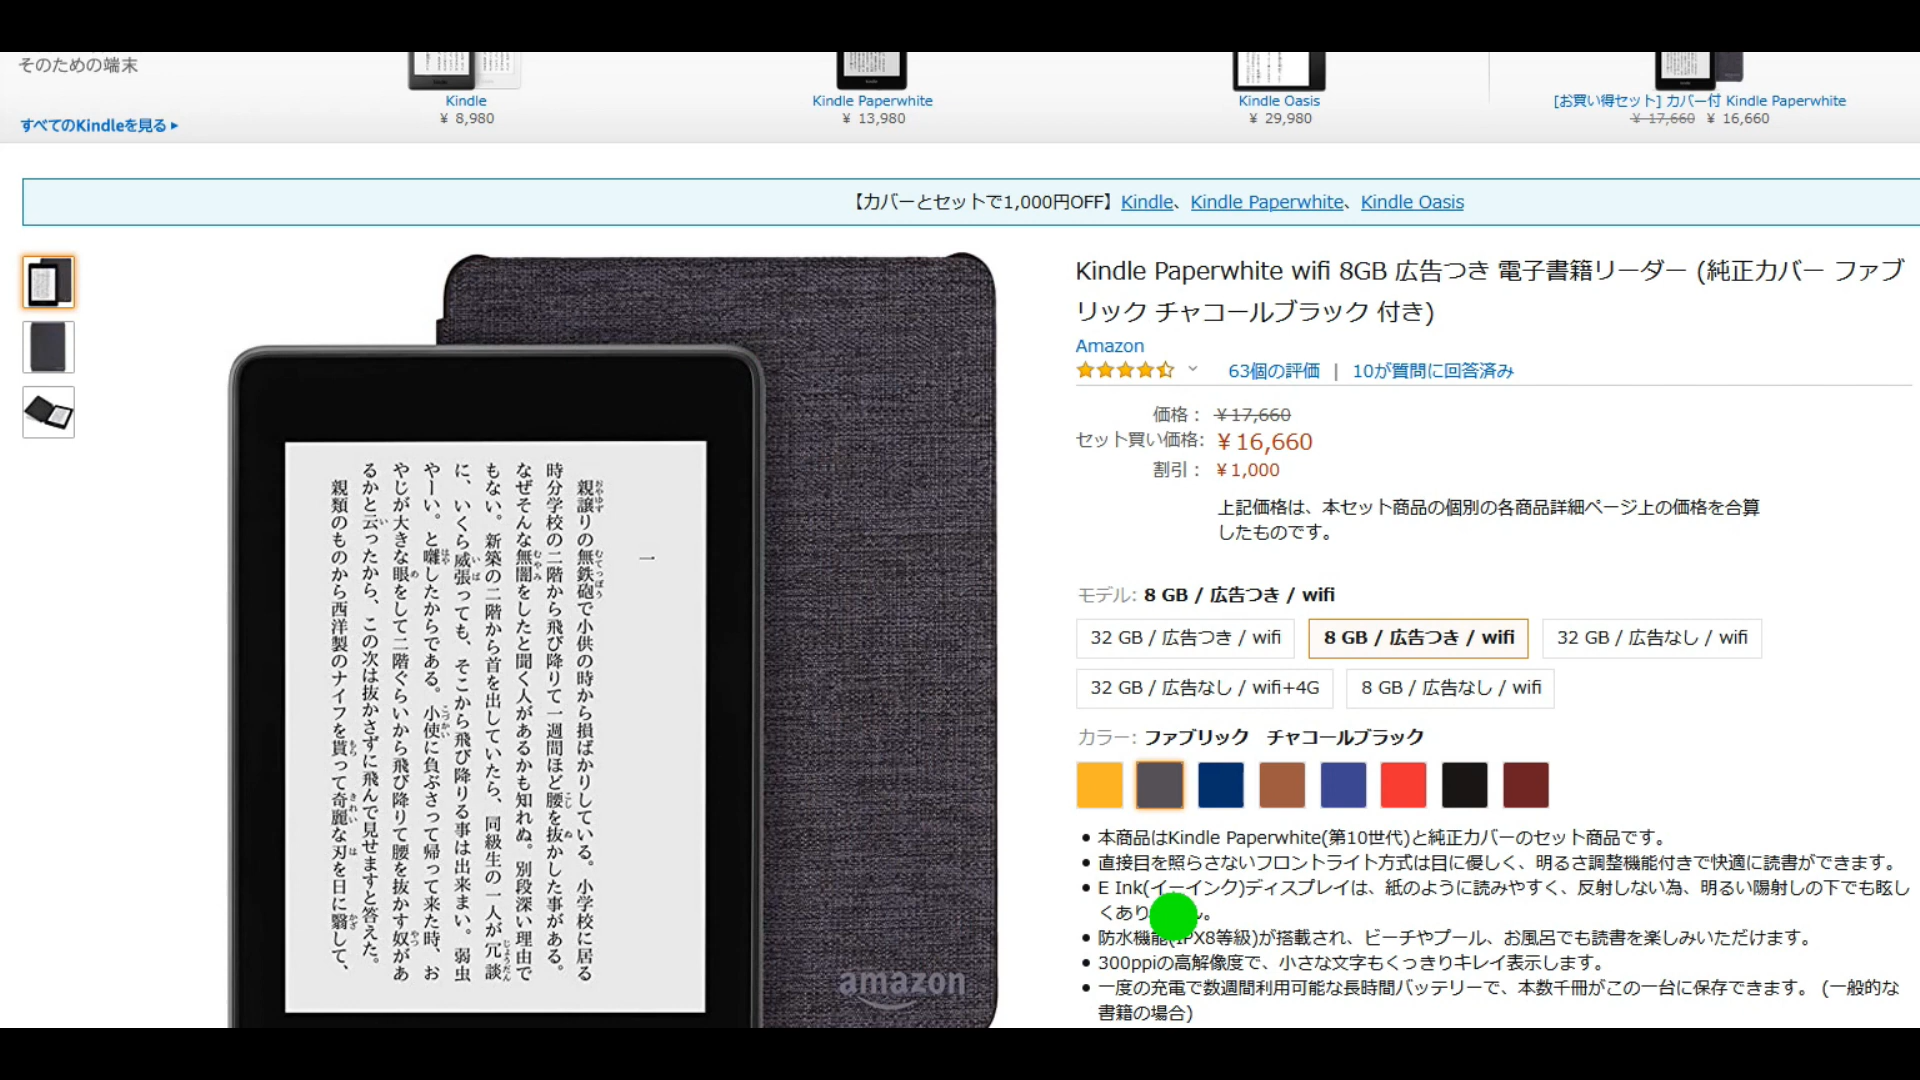 そのための端末
すべてのKindleを見る
Kindle
¥ 8,980
Kindle Paperwhite
¥ 13,980
Kindle Oasis
¥ 29,980
[お買い得セット] カバー付 Kindle Paperwhite
¥ 17,660 ¥ 16,660
【カバーとセットで1,000円OFF】Kindle、Kindle Paperwhite、Kindle Oasis
一
親譲りの無鉄砲で小供の時から損ばかりしている。小学校に居る
時分学校の二階から飛び降りて一週間ほど腰を抜かした事がある。
なぜそんな無闇をしたと聞く人があるかも知れぬ。別段深い理由で
もない。新築の二階から首を出していたら、同級生の一人が冗談
に、いくら威張っても、そこから飛び降りる事は出来まい。弱虫
やーい。と囃したからである。小使に負ぶさって帰って来た時、お
やじが大きな眼をして二階ぐらいから飛び降りて腰を抜かす奴があ
るかと云ったから、この次は抜かさずに飛んで見せますと答えた。
親類のものから西洋製のナイフを貰って奇麗な刃を日に翳して、
amazon
Kindle Paperwhite wifi 8GB 広告つき 電子書籍リーダー (純正カバー ファブ
リック チャコールブラック 付き)
Amazon
63個の評価 | 10が質問に回答済み
価格： ¥17,660
セット買い価格: ¥16,660
割引： ¥1,000
上記価格は、本セット商品の個別の各商品詳細ページ上の価格を合算
したものです。
モデル: 8 GB / 広告つき / wifi
32 GB / 広告つき / wifi
8 GB / 広告つき / wifi
32 GB / 広告なし / wifi
32 GB / 広告なし / wifi+4G
8 GB / 広告なし / wifi
カラー: ファブリック チャコールブラック
本商品はKindle Paperwhite(第10世代)と純正カバーのセット商品です。
直接目を照らさないフロントライト方式は目に優しく、明るさ調整機能付きで快適に読書ができます。
E Ink(イーインク)ディスプレイは、紙のように読みやすく、反射しない為、明るい陽射しの下でも眩し
くあり。
防水機能(IPX8等級)が搭載され、ビーチやプール、お風呂でも読書を楽しみいただけます。
300ppiの高解像度で、小さな文字もくっきりキレイ表示します。
一度の充電で数週間利用可能な長時間バッテリーで、本数千冊がこの一台に保存できます。 (一般的な
書籍の場合)